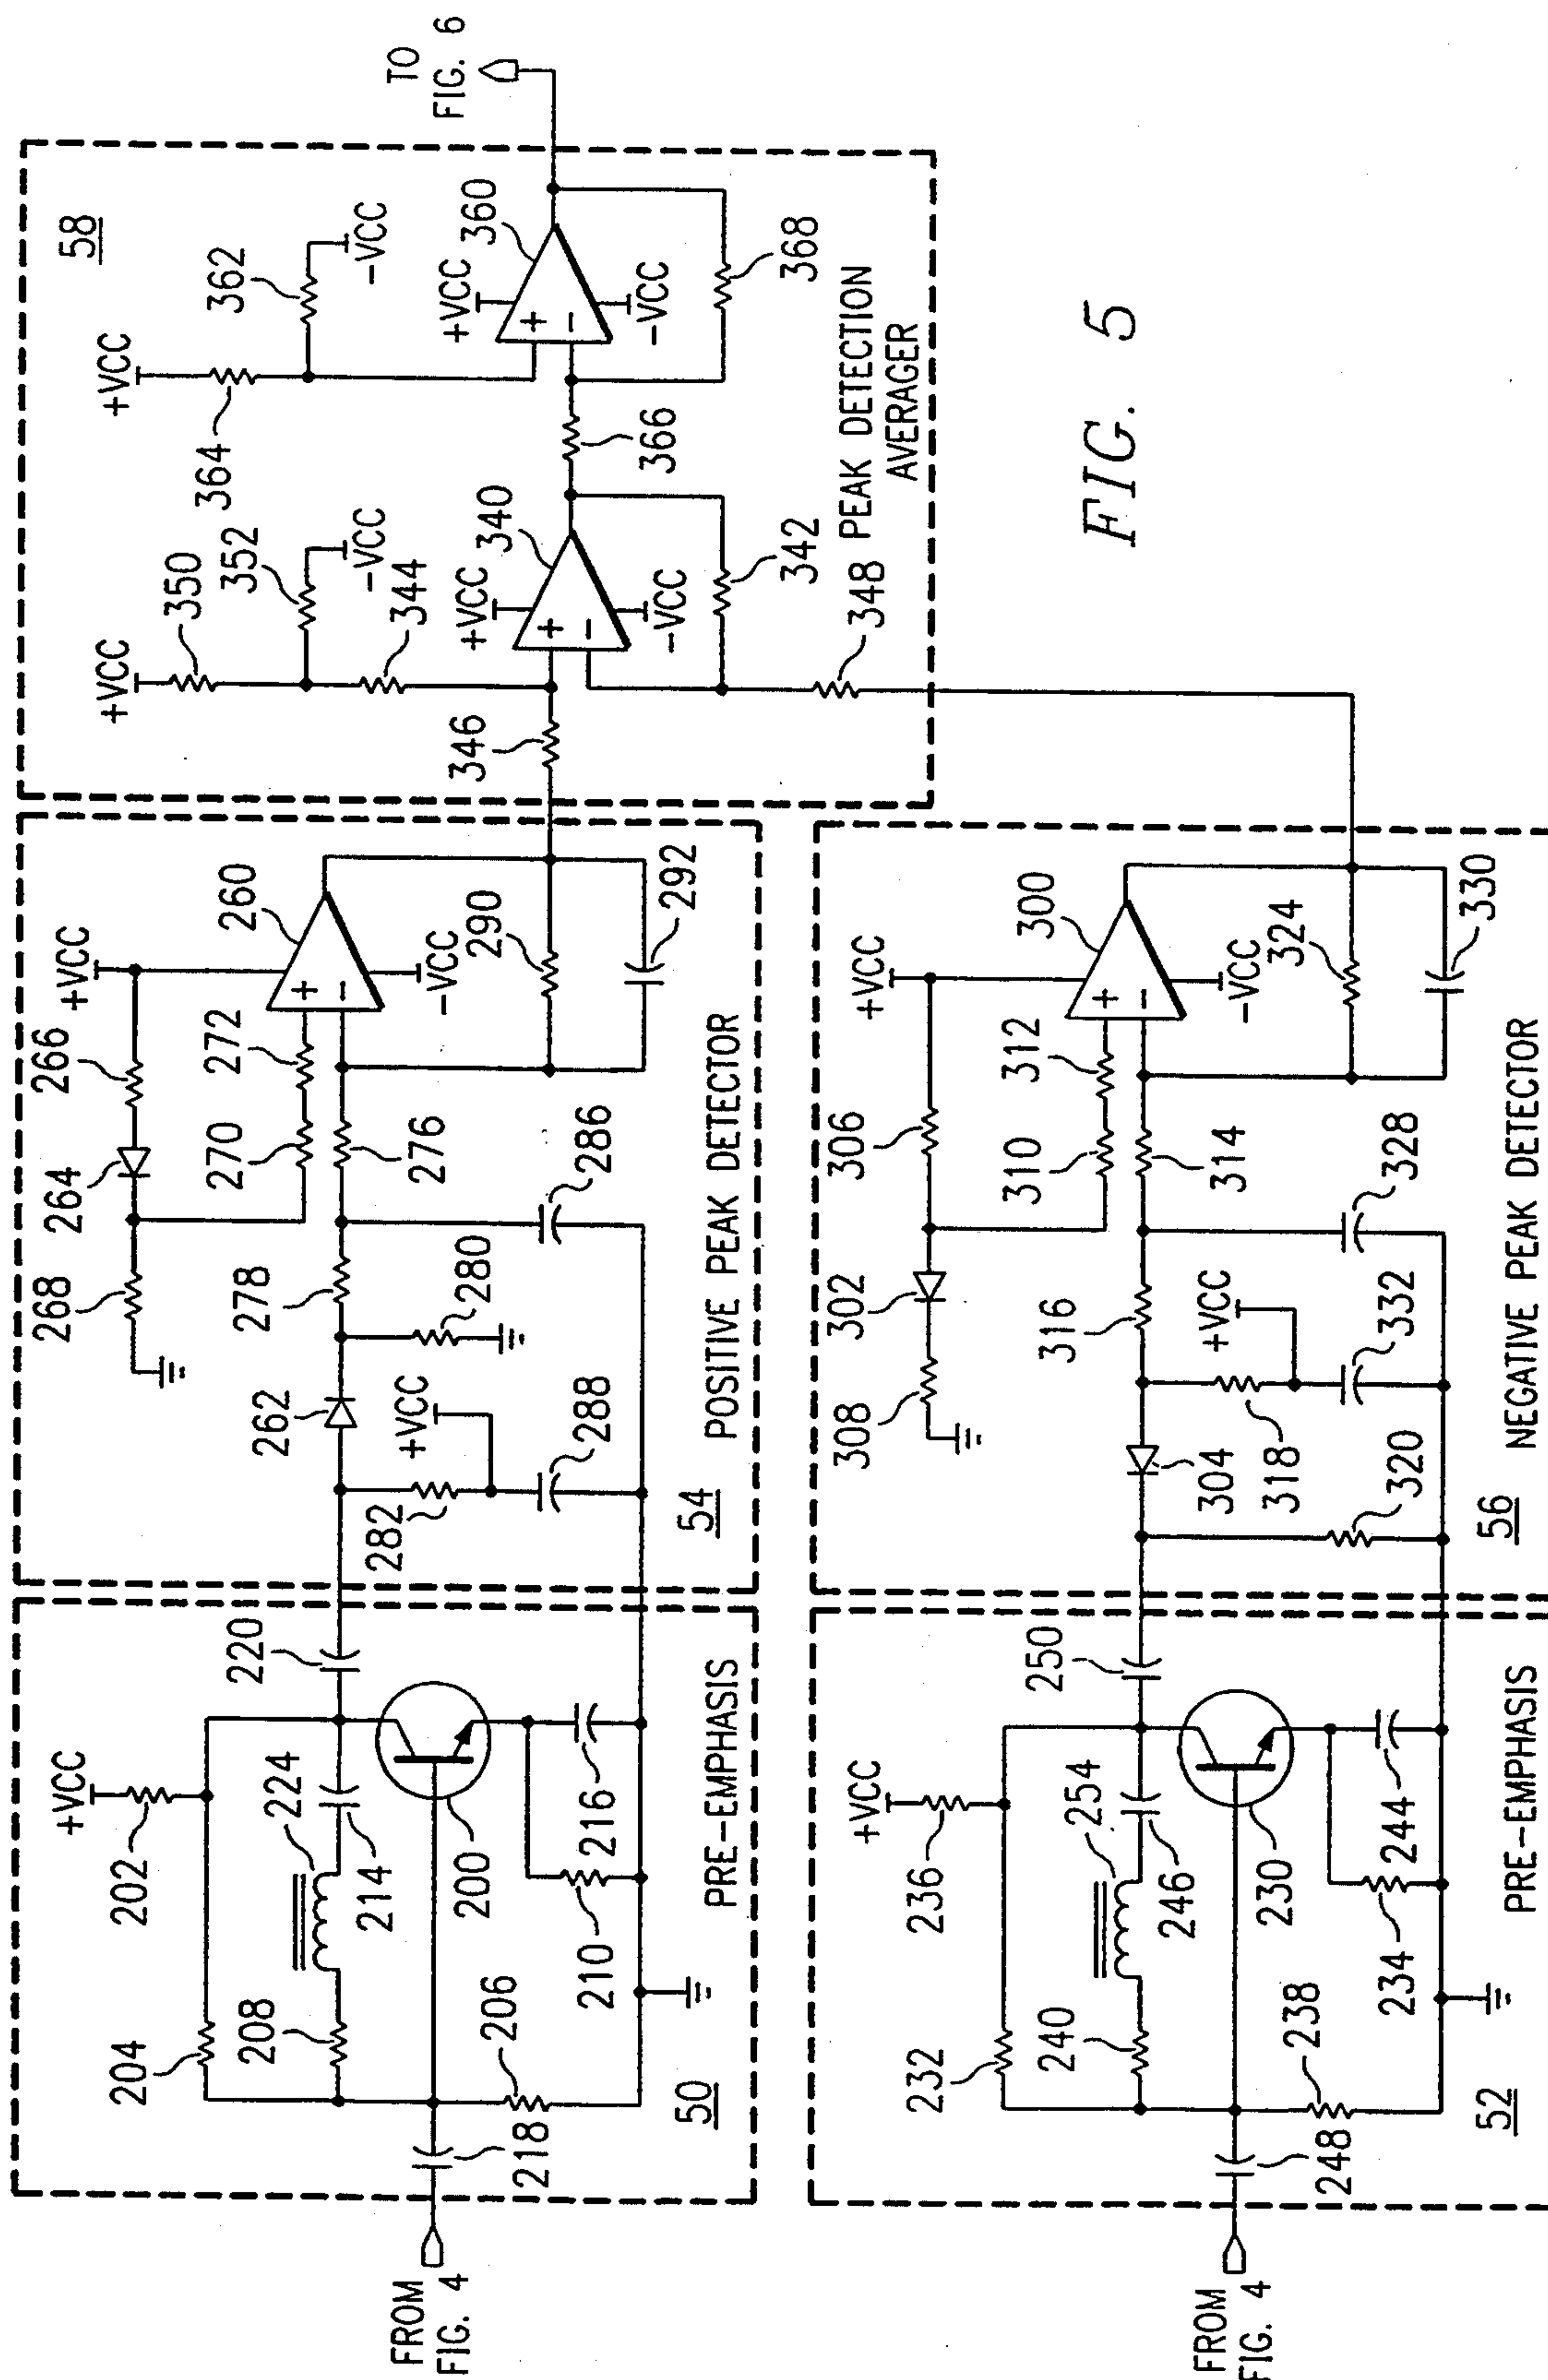 FROM
FIG. 4
218
204
208
206
50
+VCC
202
224
214
200
210
216
220
PRE-EMPHASIS
268
264
266
+VCC
270
272
260
262
278
276
280
+VCC
282
288
286
-VCC
290
292
54
POSITIVE PEAK DETECTOR
58
+VCC
350
352
-VCC
344
346
+VCC
340
-VCC
342
348
+VCC
364
362
-VCC
366
+VCC
360
-VCC
368
PEAK DETECTION
AVERAGER
TO
FIG. 6
FROM
FIG. 4
248
232
240
238
52
+VCC
236
254
246
230
234
244
250
PRE-EMPHASIS
308
302
306
+VCC
310
312
300
304
316
314
318
+VCC
320
332
328
-VCC
324
330
56
NEGATIVE PEAK DETECTOR
+
-
+
-
+
-
+
-
FIG. 5